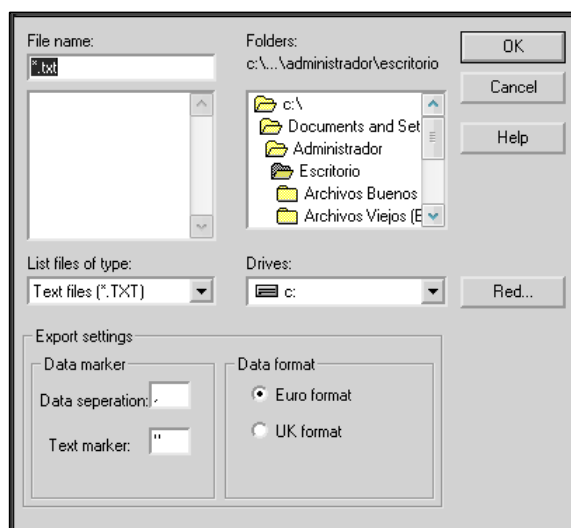 File name:
*.txt
Folders:
c:\...\administrador\escritorio
OK
Cancel
Help
c:\
Documents and Set
Administrador
Escritorio
Archivos Buenos
Archivos Viejos (E
List files of type:
Text files (*.TXT)
Drives:
c:
Red...
Export settings
Data marker
Data seperation: ,
Text marker: "
Data format
Euro format
UK format